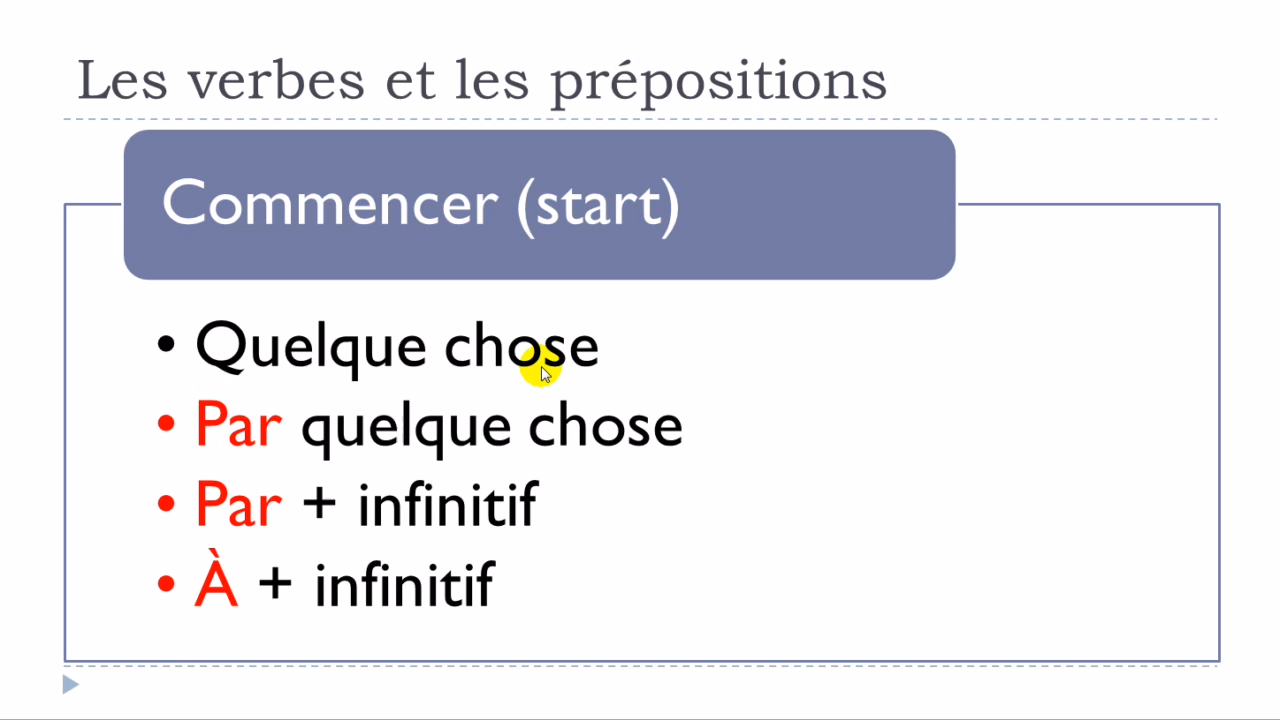 Les verbes et les prépositions
Commencer (start)
• Quelque chose
• Par quelque chose
• Par + infinitif
• À + infinitif